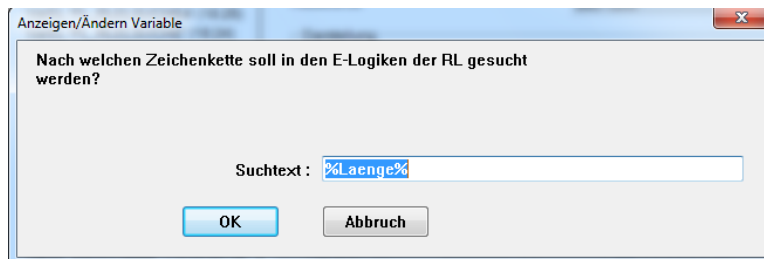 Anzeigen/Ändern Variable
Nach welchen Zeichenkette soll in den E-Logiken der RL gesucht
werden?
Suchtext : %Laenge%
OK Abbruch